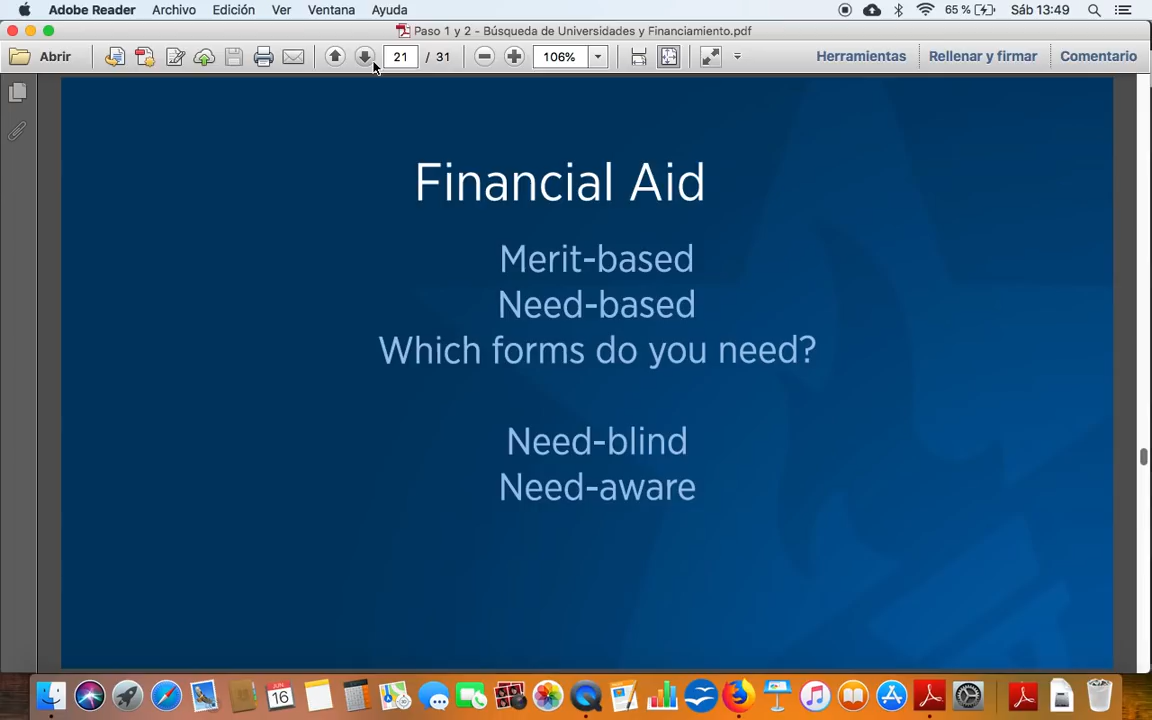 Adobe Reader Archivo Edición Ver Ventana Ayuda 65 % Sáb 13:49
Paso 1 y 2 - Búsqueda de Universidades y Financiamiento.pdf
Abrir 21 / 31 106% Herramientas Rellenar y firmar Comentario
Financial Aid
Merit-based
Need-based
Which forms do you need?
Need-blind
Need-aware
JUN
16